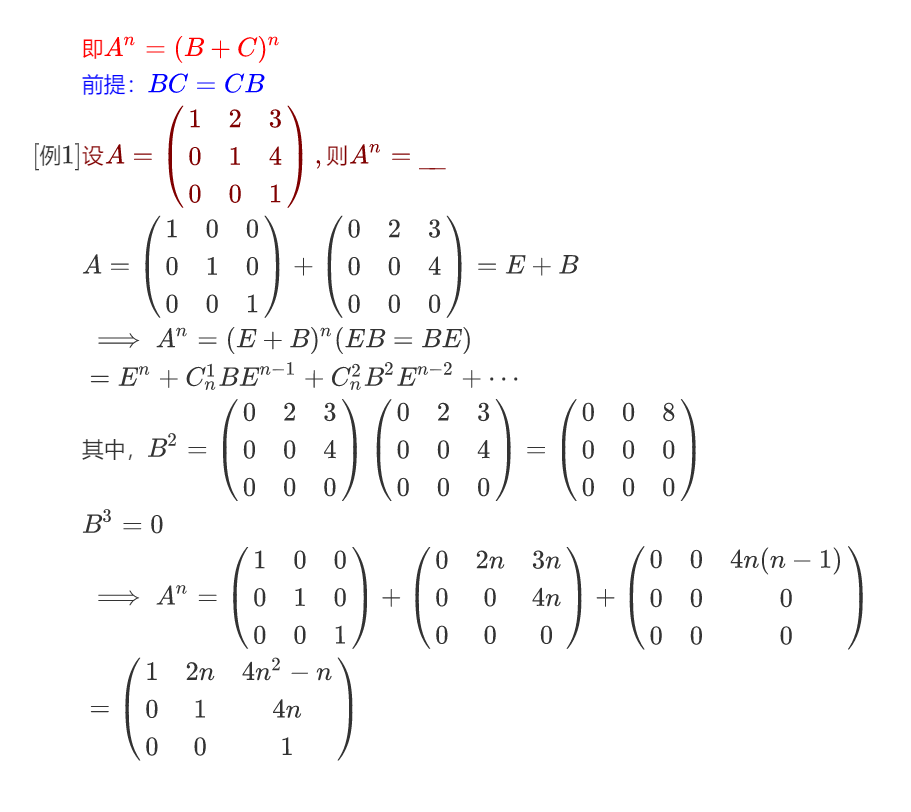 即$A^n = (B + C)^n$
前提：$BC = CB$
[例1]设$A = \begin{pmatrix} 1 & 2 & 3 \\ 0 & 1 & 4 \\ 0 & 0 & 1 \end{pmatrix}$,则$A^n = \_\_$
$A = \begin{pmatrix} 1 & 0 & 0 \\ 0 & 1 & 0 \\ 0 & 0 & 1 \end{pmatrix} + \begin{pmatrix} 0 & 2 & 3 \\ 0 & 0 & 4 \\ 0 & 0 & 0 \end{pmatrix} = E + B$
$\implies A^n = (E + B)^n (EB = BE)$
$= E^n + C_n^1 BE^{n-1} + C_n^2 B^2 E^{n-2} + \cdots$
其中，$B^2 = \begin{pmatrix} 0 & 2 & 3 \\ 0 & 0 & 4 \\ 0 & 0 & 0 \end{pmatrix} \begin{pmatrix} 0 & 2 & 3 \\ 0 & 0 & 4 \\ 0 & 0 & 0 \end{pmatrix} = \begin{pmatrix} 0 & 0 & 8 \\ 0 & 0 & 0 \\ 0 & 0 & 0 \end{pmatrix}$
$B^3 = 0$
$\implies A^n = \begin{pmatrix} 1 & 0 & 0 \\ 0 & 1 & 0 \\ 0 & 0 & 1 \end{pmatrix} + \begin{pmatrix} 0 & 2n & 3n \\ 0 & 0 & 4n \\ 0 & 0 & 0 \end{pmatrix} + \begin{pmatrix} 0 & 0 & 4n(n-1) \\ 0 & 0 & 0 \\ 0 & 0 & 0 \end{pmatrix}$
$= \begin{pmatrix} 1 & 2n & 4n^2 - n \\ 0 & 1 & 4n \\ 0 & 0 & 1 \end{pmatrix}$